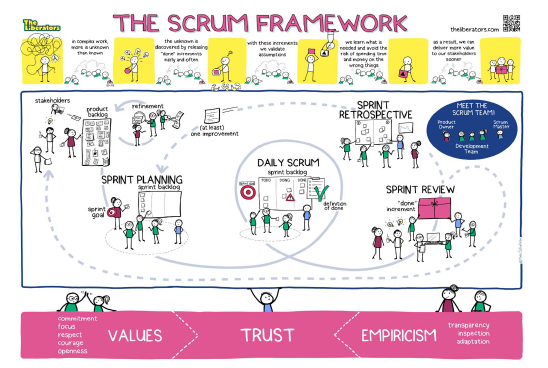 The Liberators
THE SCRUM FRAMEWORK
theliberators.com
in complex work,
more is unknown
than known
the unknown is
discovered by releasing
"done" increments
early and often
with these increments
we validate
assumptions
we learn what is
needed and avoid the
risk of spending time
and money on the
wrong things
as a result, we can
deliver more value
to our stakeholders
sooner
stakeholders
product
backlog
refinement
(at least)
one improvement
SPRINT
RETROSPECTIVE
MEET THE
SCRUM TEAM!
Product
Owner
Scrum
Master
Development
Team
SPRINT PLANNING
sprint backlog
sprint
goal
DAILY SCRUM
sprint backlog
TODO
DOING
DONE
definition
of done
SPRINT REVIEW
"done"
increment
commitment
focus
respect
courage
openness
VALUES
TRUST
EMPIRICISM
transparency
inspection
adaptation